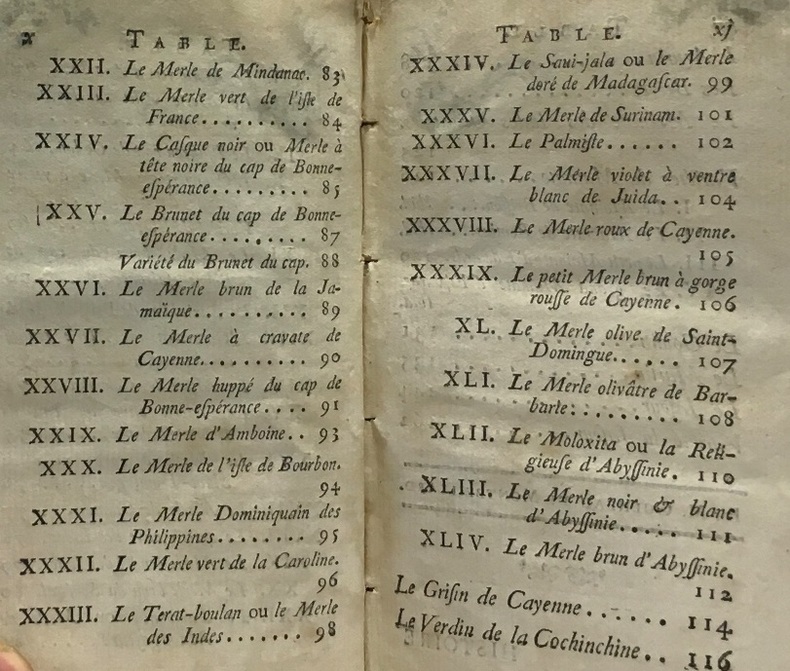 x TABLE.
XXII. Le Merle de Mindanac. 83
XXIII. Le Merle vert de l'iſle de
France.......... 84
XXIV. Le Caſque noir ou Merle à
tête noire du cap de Bonne-
eſpérance......... 85
XXV. Le Brunet du cap de Bonne-
eſpérance......... 87
Variété du Brunet du cap. 88
XXVI. Le Merle brun de la Ja-
maïque.......... 89
XXVII. Le Merle à cravate de
Cayenne.......... 90
XXVIII. Le Merle huppé du cap de
Bonne-eſpérance.... 91
XXIX. Le Merle d'Amboine.. 93
XXX. Le Merle de l'iſle de Bourbon.
94
XXXI. Le Merle Dominiquain des
Philippines........ 95
XXXII. Le Merle vert de la Caroline.
96
XXXIII. Le Terat-boulan ou le Merle
des Indes....... 98
TABLE. xj
XXXIV. Le Saui-jala ou le Merle
doré de Madagaſcar. 99
XXXV. Le Merle de Surinam. 101
XXXVI. Le Palmiſte...... 102
XXXVII. Le Merle violet à ventre
blanc de Juida.. 104
XXXVIII. Le Merle roux de Cayenne.
105
XXXIX. Le petit Merle brun à gorge
rouſſe de Cayenne. 106
XL. Le Merle olive de Saint-
Domingue...... 107
XLI. Le Merle olivâtre de Bar-
barie......... 108
XLII. Le Moloxita ou la Reli-
gieuſe d'Abyſſinie. 110
XLIII. Le Merle noir & blanc
d'Abyſſinie..... 111
XLIV. Le Merle brun d'Abyſſinie.
112
Le Griſin de Cayenne...... 114
Le Verdin de la Cochinchine.. 116